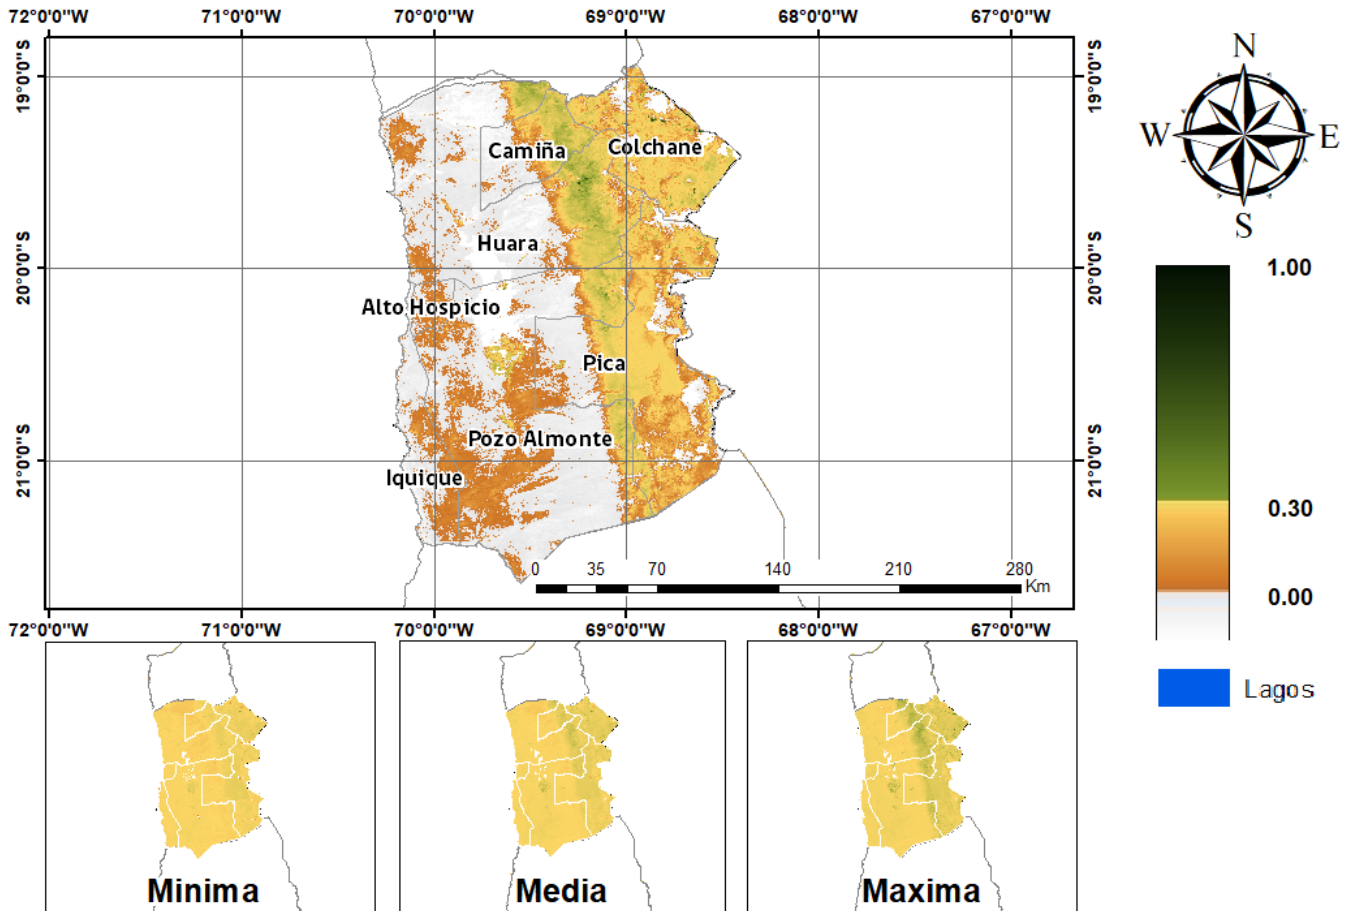 72°0'0"W 71°0'0"W 70°0'0"W 69°0'0"W 68°0'0"W 67°0'0"W
19°0'0"S 19°0'0"S
20°0'0"S 20°0'0"S
21°0'0"S 21°0'0"S
Camiña Colchane
Huara
Alto Hospicio
Pica
Pozo Almonte
Iquique
0 35 70 140 210 280
Km
72°0'0"W 71°0'0"W 70°0'0"W 69°0'0"W 68°0'0"W 67°0'0"W
N
W E
S
1.00
0.30
0.00
Lagos
Minima Media Maxima